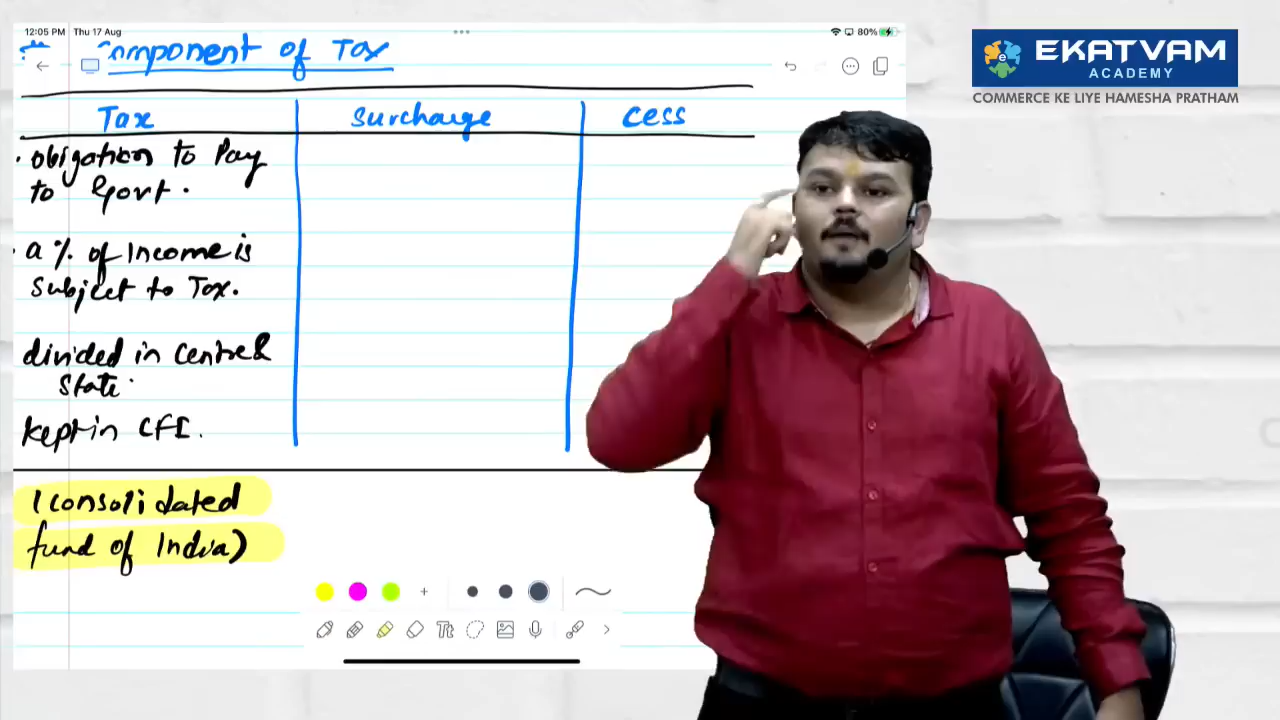 12:05 PM Thu 17 Aug
80%
Component of Tax
Tax Surcharge Cess
• obigation to Pay
to Govt.
• a % of Income is
subject to Tax.
divided in Centre &
State.
kept in CFI.
(Consolidated
fund of India)
Tt
EKATVAM
ACADEMY
COMMERCE KE LIYE HAMESHA PRATHAM